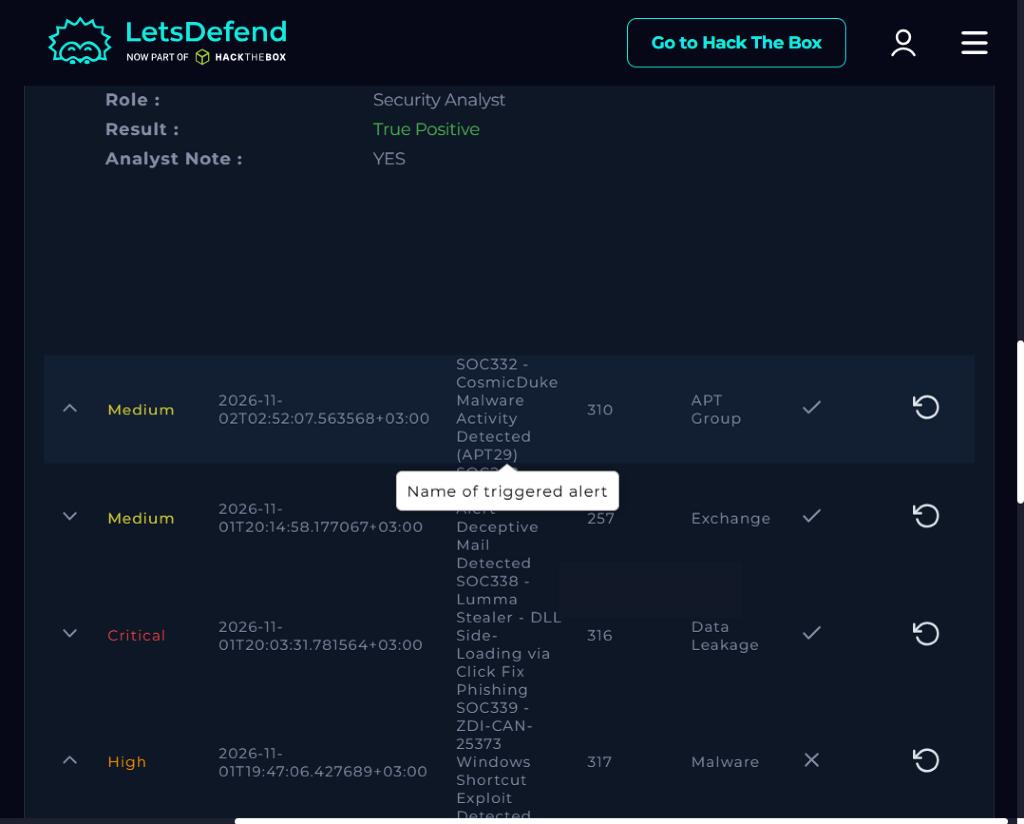 LetsDefend
NOW PART OF HACKTHEBOX
Go to Hack The Box
Role :
Security Analyst
Result :
True Positive
Analyst Note :
YES
Medium
2026-11-
02T02:52:07.563568+03:00
SOC332 -
CosmicDuke
Malware
Activity
Detected
(APT29)
310
APT
Group
Name of triggered alert
Medium
2026-11-
01T20:14:58.177067+03:00
Alert
Deceptive
Mail
Detected
257
Exchange
Critical
2026-11-
01T20:03:31.781564+03:00
SOC338 -
Lumma
Stealer - DLL
Side-
Loading via
Click Fix
Phishing
316
Data
Leakage
High
2026-11-
01T19:47:06.427689+03:00
SOC339 -
ZDI-CAN-
25373
Windows
Shortcut
Exploit
Detected
317
Malware